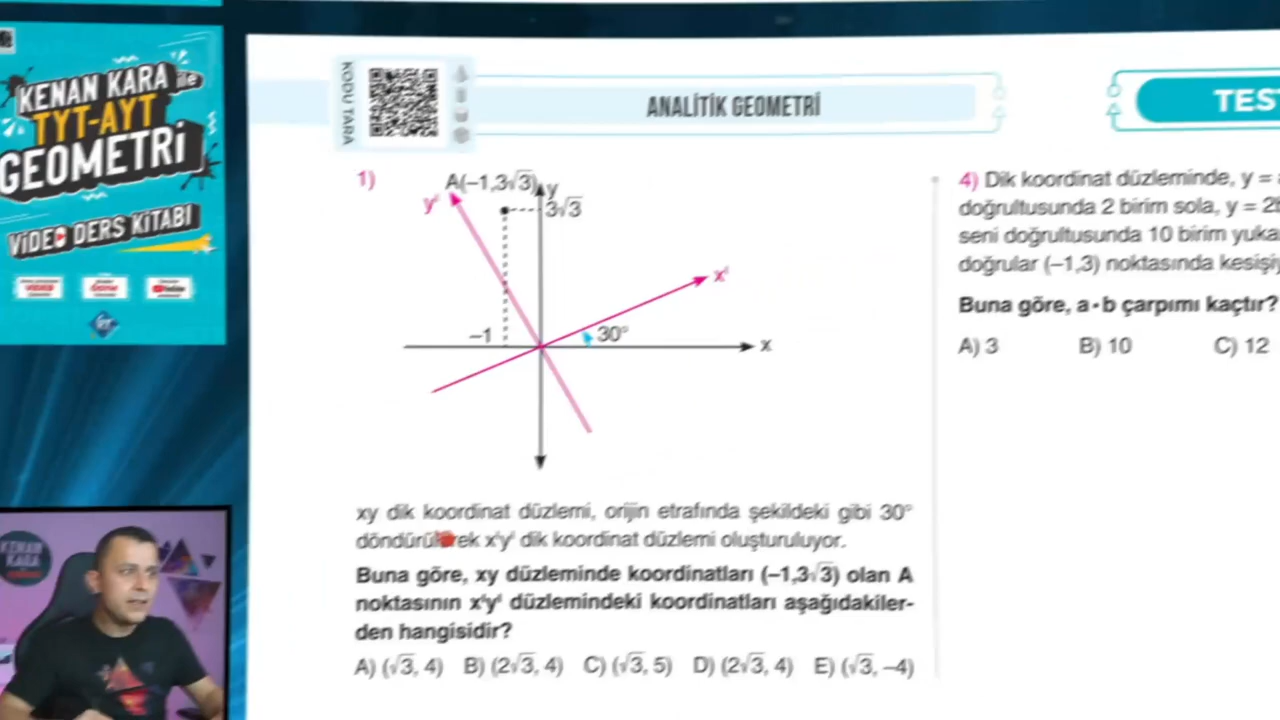 KENAN KARA ile
TYT-AYT
GEOMETRİ
VİDEO DERS KİTABI
KODU TARA
ANALİTİK GEOMETRİ
TES
1)
A(−1,3√3)
y
y'
3√3
x'
−1
30°
x
xy dik koordinat düzlemi, orijin etrafında şekildeki gibi 30°
döndürülerek x'y' dik koordinat düzlemi oluşturuluyor.
Buna göre, xy düzleminde koordinatları (−1,3√3) olan A
noktasının x'y' düzlemindeki koordinatları aşağıdakiler-
den hangisidir?
A) (√3, 4) B) (2√3, 4) C) (√3, 5) D) (2√3, 4) E) (√3, −4)
4) Dik koordinat düzleminde, y =
doğrultusunda 2 birim sola, y = 2
seni doğrultusunda 10 birim yuka
doğrular (−1,3) noktasında kesişiy
Buna göre, a·b çarpımı kaçtır?
A) 3 B) 10 C) 12
KENAN
KARA